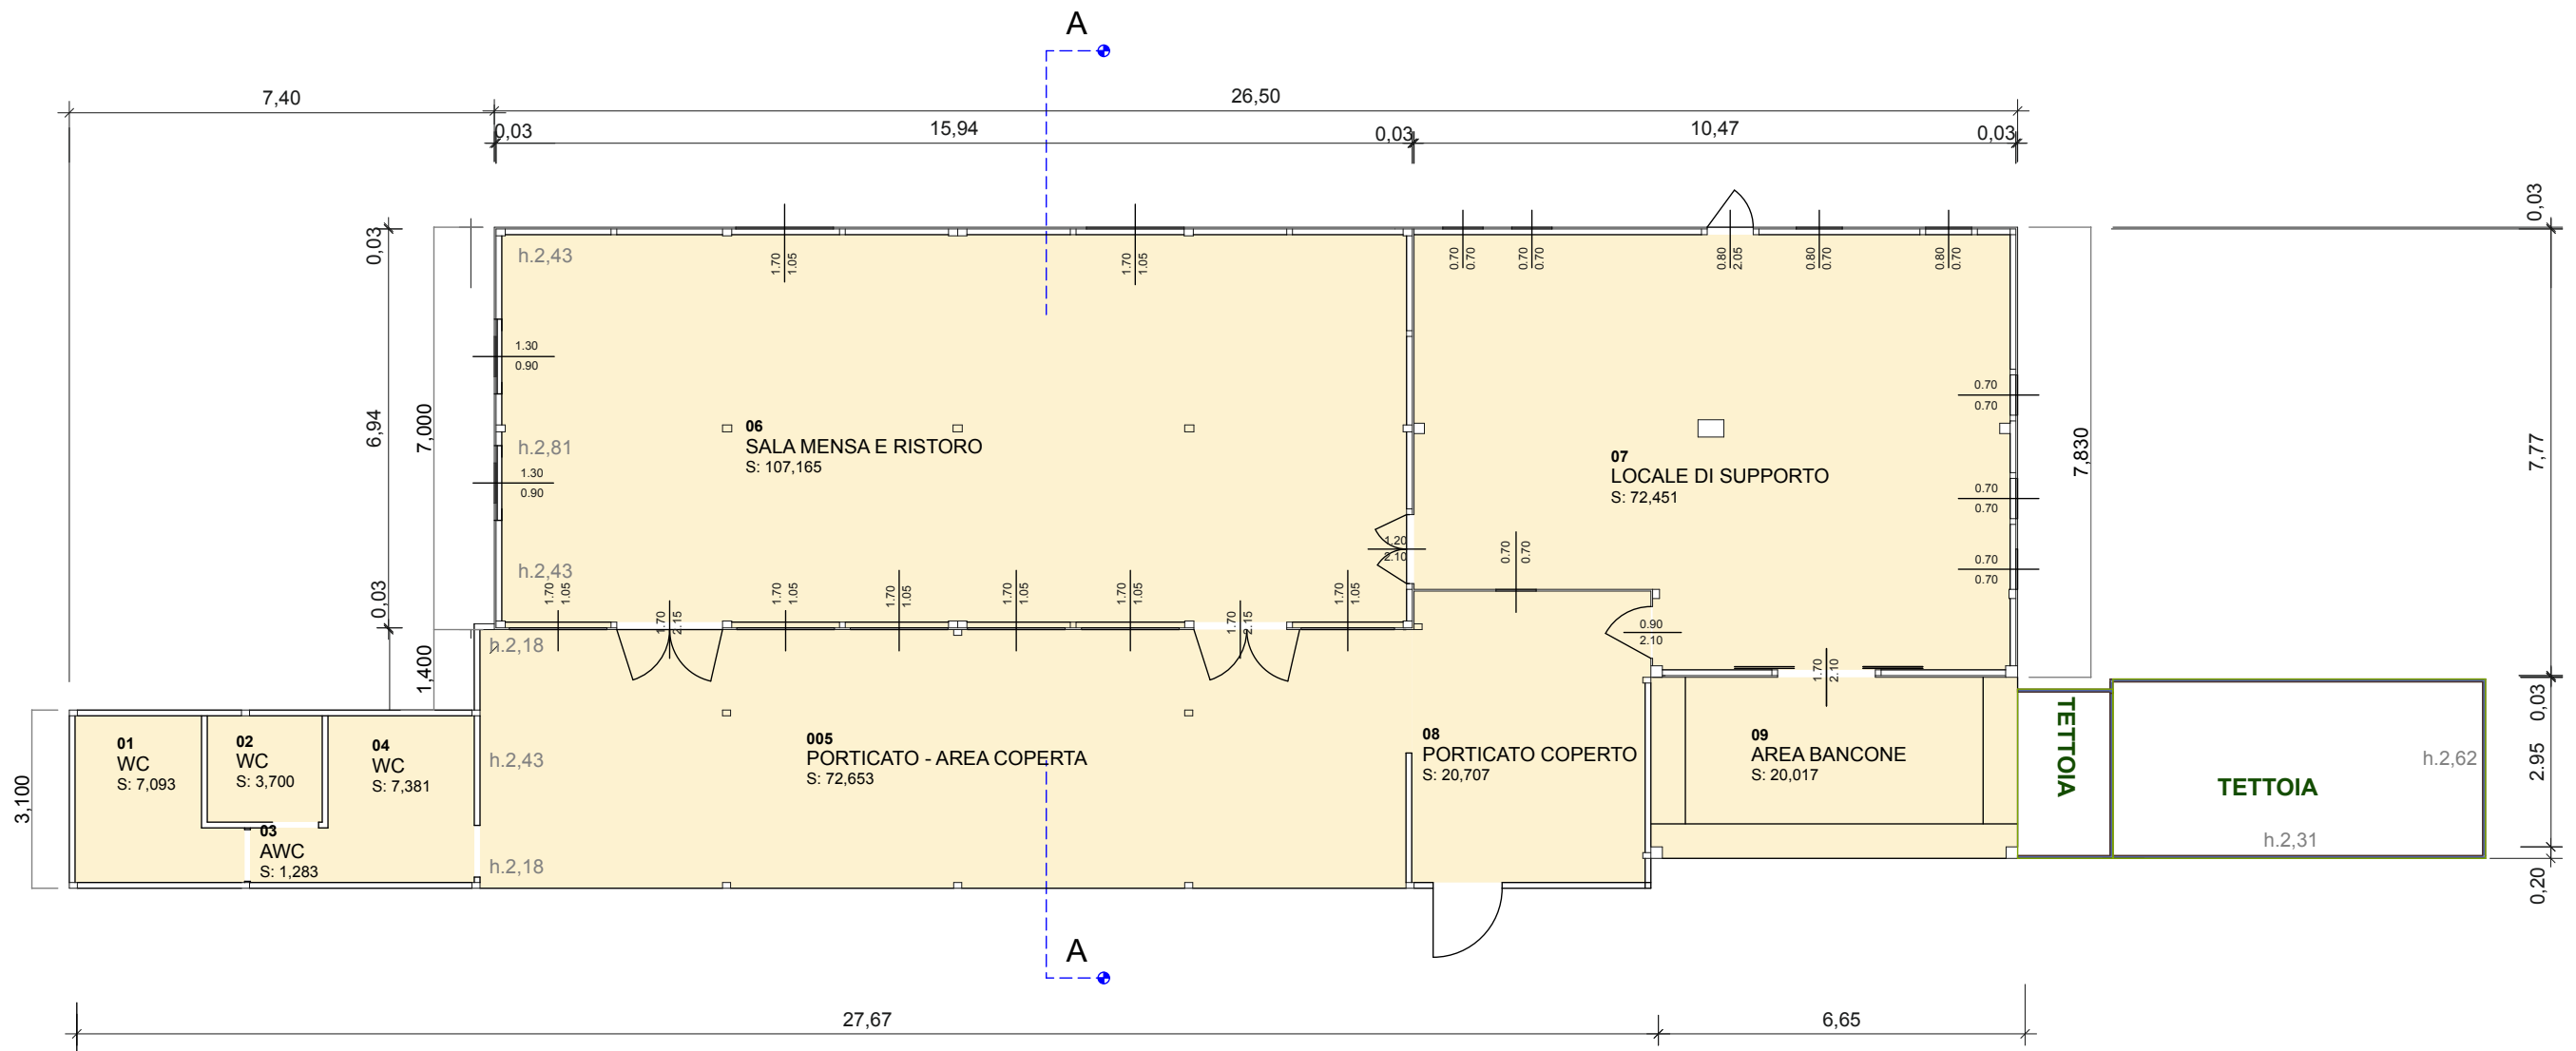 A
7,40
26,50
0,03
15,94
0,03
10,47
0,03
0,03
0,03
h.2,43
1.70
1.05
1.70
1.05
0.70
0.70
0.70
0.70
0.80
2.05
0.80
0.70
0.80
0.70
1.30
0.90
0.70
0.70
6,94
7,000
h.2,81
06
SALA MENSA E RISTORO
S: 107,165
07
LOCALE DI SUPPORTO
S: 72,451
7,830
7,77
1.30
0.90
0.70
0.70
1.20
2.10
0.70
0.70
0.70
0.70
h.2,43
0,03
1.70
1.05
1.70
2.15
1.70
1.05
1.70
1.05
1.70
1.05
1.70
1.05
1.70
2.15
1.70
1.05
0.90
2.10
h.2,18
1,400
1.70
2.10
0,03
01
WC
S: 7,093
02
WC
S: 3,700
04
WC
S: 7,381
03
AWC
S: 1,283
3,100
h.2,43
005
PORTICATO - AREA COPERTA
S: 72,653
08
PORTICATO COPERTO
S: 20,707
09
AREA BANCONE
S: 20,017
TETTOIA
TETTOIA
h.2,62
h.2,31
2.95
0,20
h.2,18
A
27,67
6,65